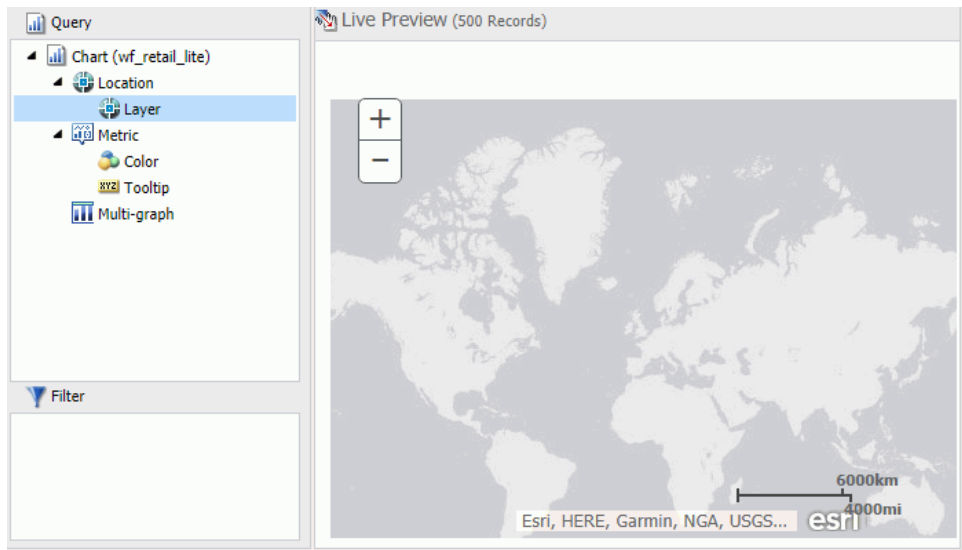 Query
Chart (wf_retail_lite)
Location
Layer
Metric
Color
XYZ Tooltip
Multi-graph
Filter
Live Preview (500 Records)
+
−
6000km
4000mi
Esri, HERE, Garmin, NGA, USGS...
esri